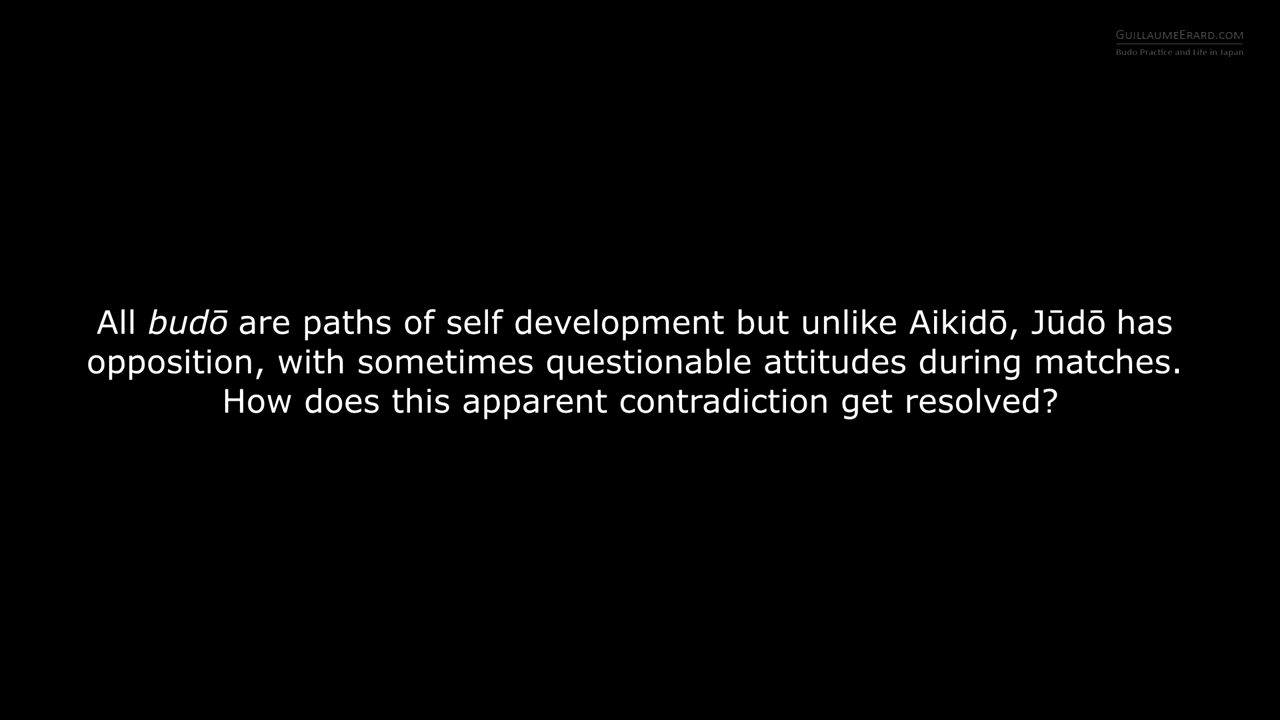 GuillaumeErard.com
Budo Practice and Life in Japan
All budō are paths of self development but unlike Aikidō, Jūdō has
opposition, with sometimes questionable attitudes during matches.
How does this apparent contradiction get resolved?